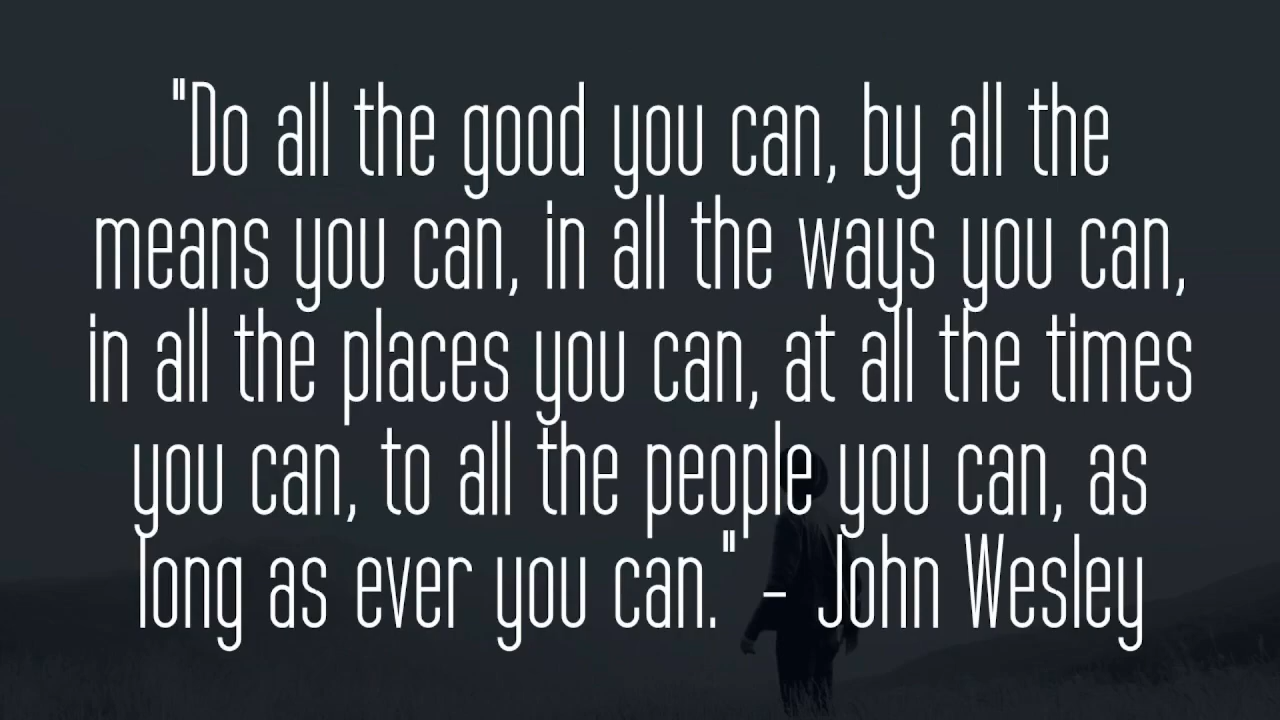 "Do all the good you can, by all the
means you can, in all the ways you can,
in all the places you can, at all the times
you can, to all the people you can, as
long as ever you can." - John Wesley